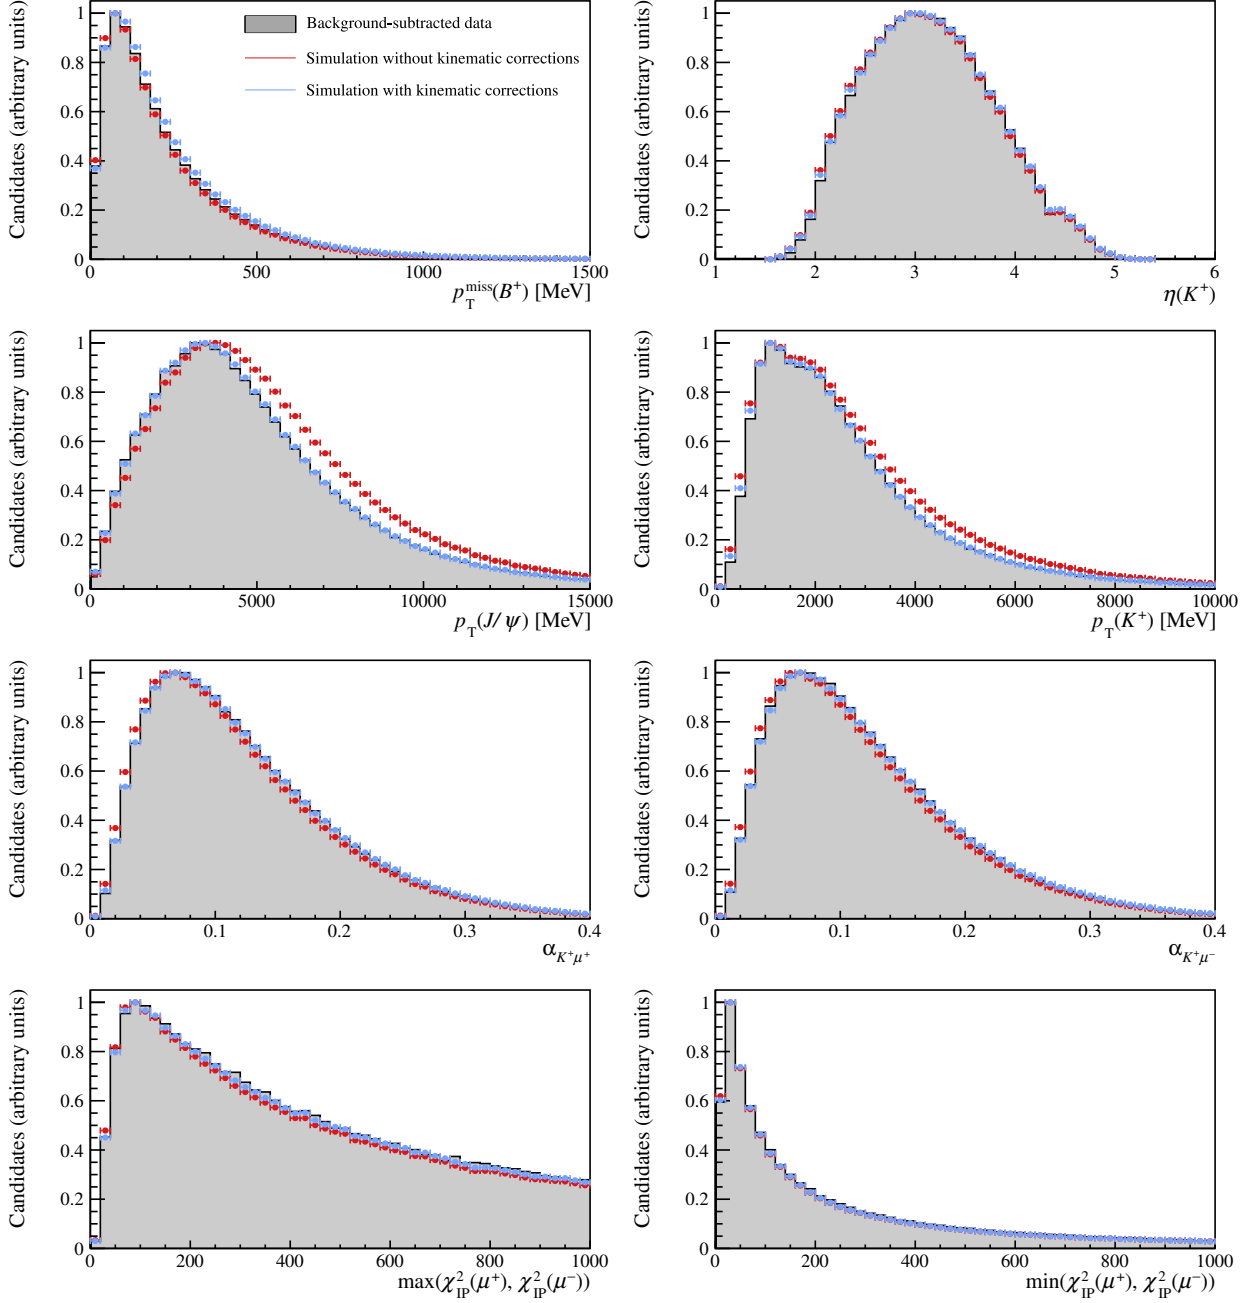 Candidates (arbitrary units)
1
0.8
0.6
0.4
0.2
0
Background-subtracted data
Simulation without kinematic corrections
Simulation with kinematic corrections
0 500 1000 1500
p_T^miss(B⁺) [MeV]
Candidates (arbitrary units)
1
0.8
0.6
0.4
0.2
0
1 2 3 4 5 6
η(K⁺)
Candidates (arbitrary units)
1
0.8
0.6
0.4
0.2
0
0 5000 10000 15000
p_T(J/ψ) [MeV]
Candidates (arbitrary units)
1
0.8
0.6
0.4
0.2
0
0 2000 4000 6000 8000 10000
p_T(K⁺) [MeV]
Candidates (arbitrary units)
1
0.8
0.6
0.4
0.2
0
0 0.1 0.2 0.3 0.4
α_K⁺μ⁺
Candidates (arbitrary units)
1
0.8
0.6
0.4
0.2
0
0 0.1 0.2 0.3 0.4
α_K⁺μ⁻
Candidates (arbitrary units)
1
0.8
0.6
0.4
0.2
0
0 200 400 600 800 1000
max(χ²_IP(μ⁺), χ²_IP(μ⁻))
Candidates (arbitrary units)
1
0.8
0.6
0.4
0.2
0
0 200 400 600 800 1000
min(χ²_IP(μ⁺), χ²_IP(μ⁻))